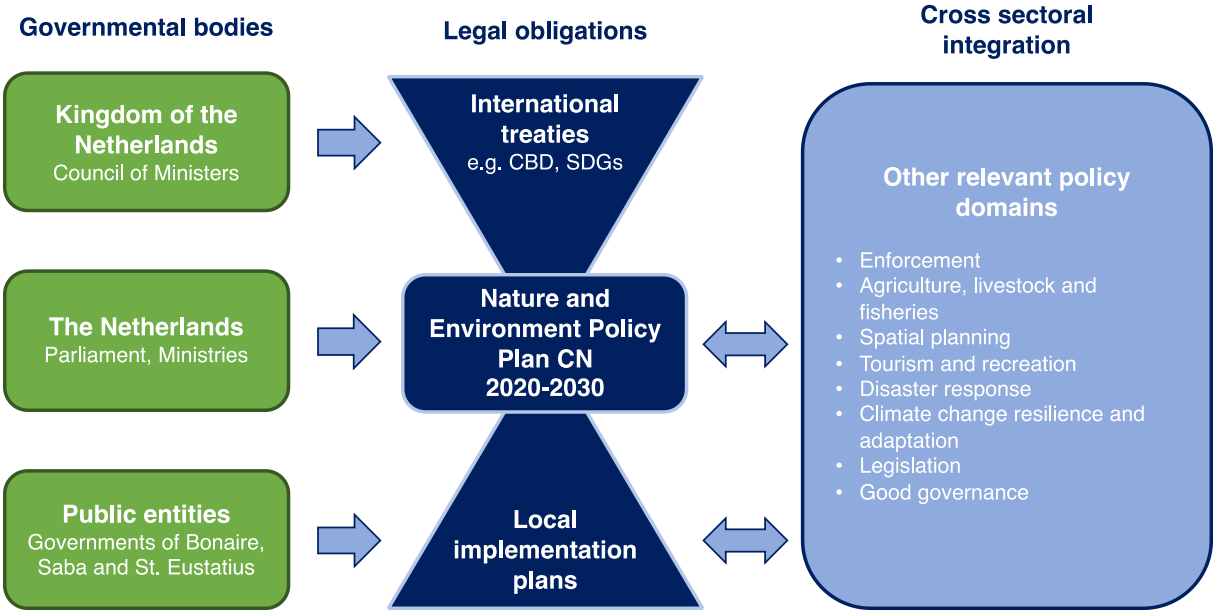 Governmental bodies
Legal obligations
Cross sectoral
integration
Kingdom of the
Netherlands
Council of Ministers
International
treaties
e.g. CBD, SDGs
The Netherlands
Parliament, Ministries
Nature and
Environment Policy
Plan CN
2020-2030
Public entities
Governments of Bonaire,
Saba and St. Eustatius
Local
implementation
plans
Other relevant policy
domains
• Enforcement
• Agriculture, livestock and
fisheries
• Spatial planning
• Tourism and recreation
• Disaster response
• Climate change resilience and
adaptation
• Legislation
• Good governance